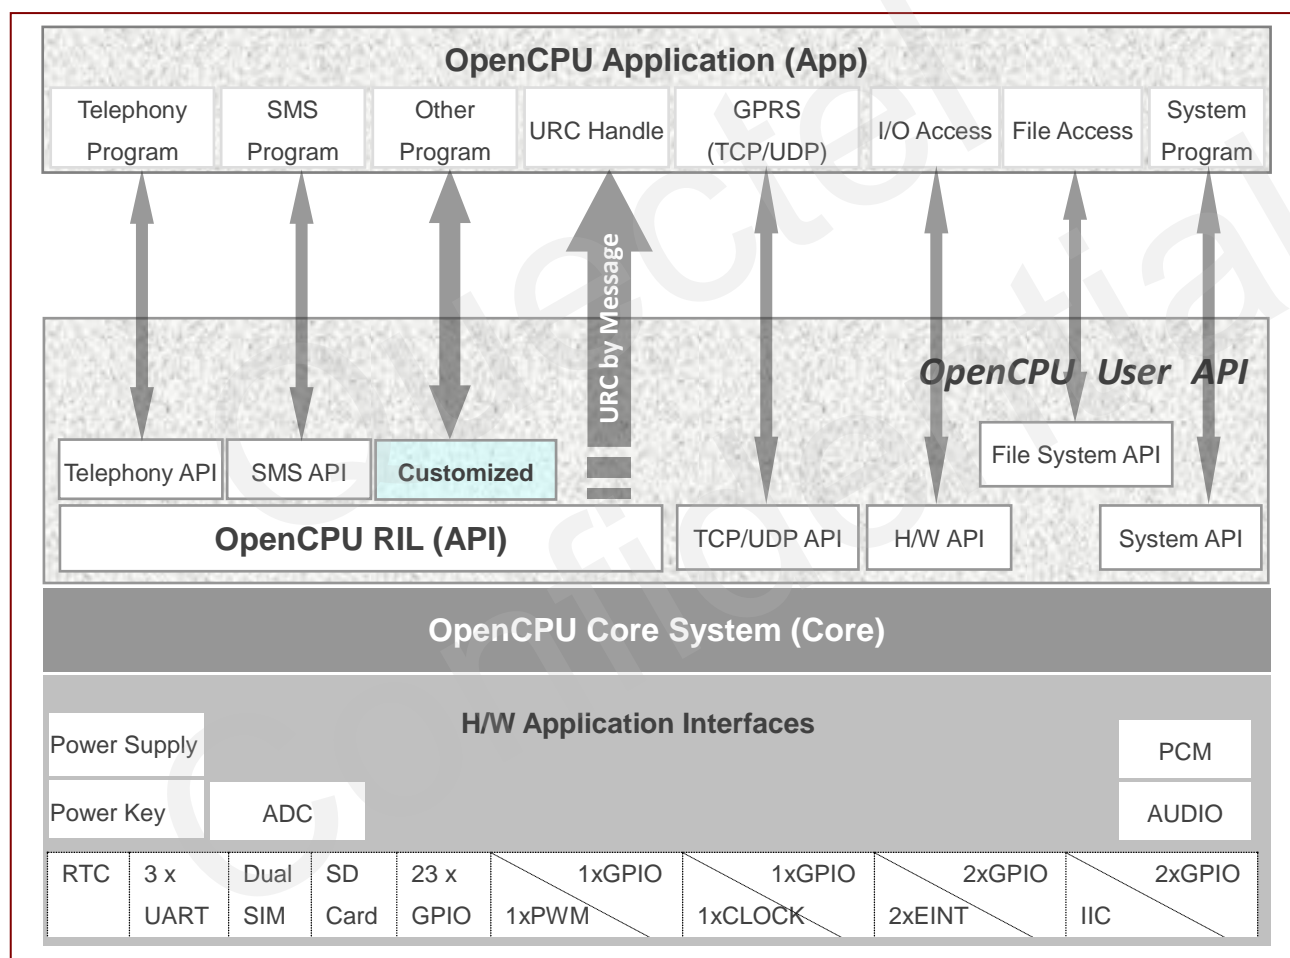 OpenCPU Application (App)
Telephony
Program
SMS
Program
Other
Program
URC Handle
GPRS
(TCP/UDP)
I/O Access
File Access
System
Program
URC by Message
OpenCPU User API
Telephony API
SMS API
Customized
File System API
OpenCPU RIL (API)
TCP/UDP API
H/W API
System API
OpenCPU Core System (Core)
H/W Application Interfaces
Power Supply
PCM
Power Key
ADC
AUDIO
RTC
3 x
UART
Dual
SIM
SD
Card
23 x
GPIO
1xGPIO
1xPWM
1xGPIO
1xCLOCK
2xGPIO
2xEINT
2xGPIO
IIC
Quectel
Confidential